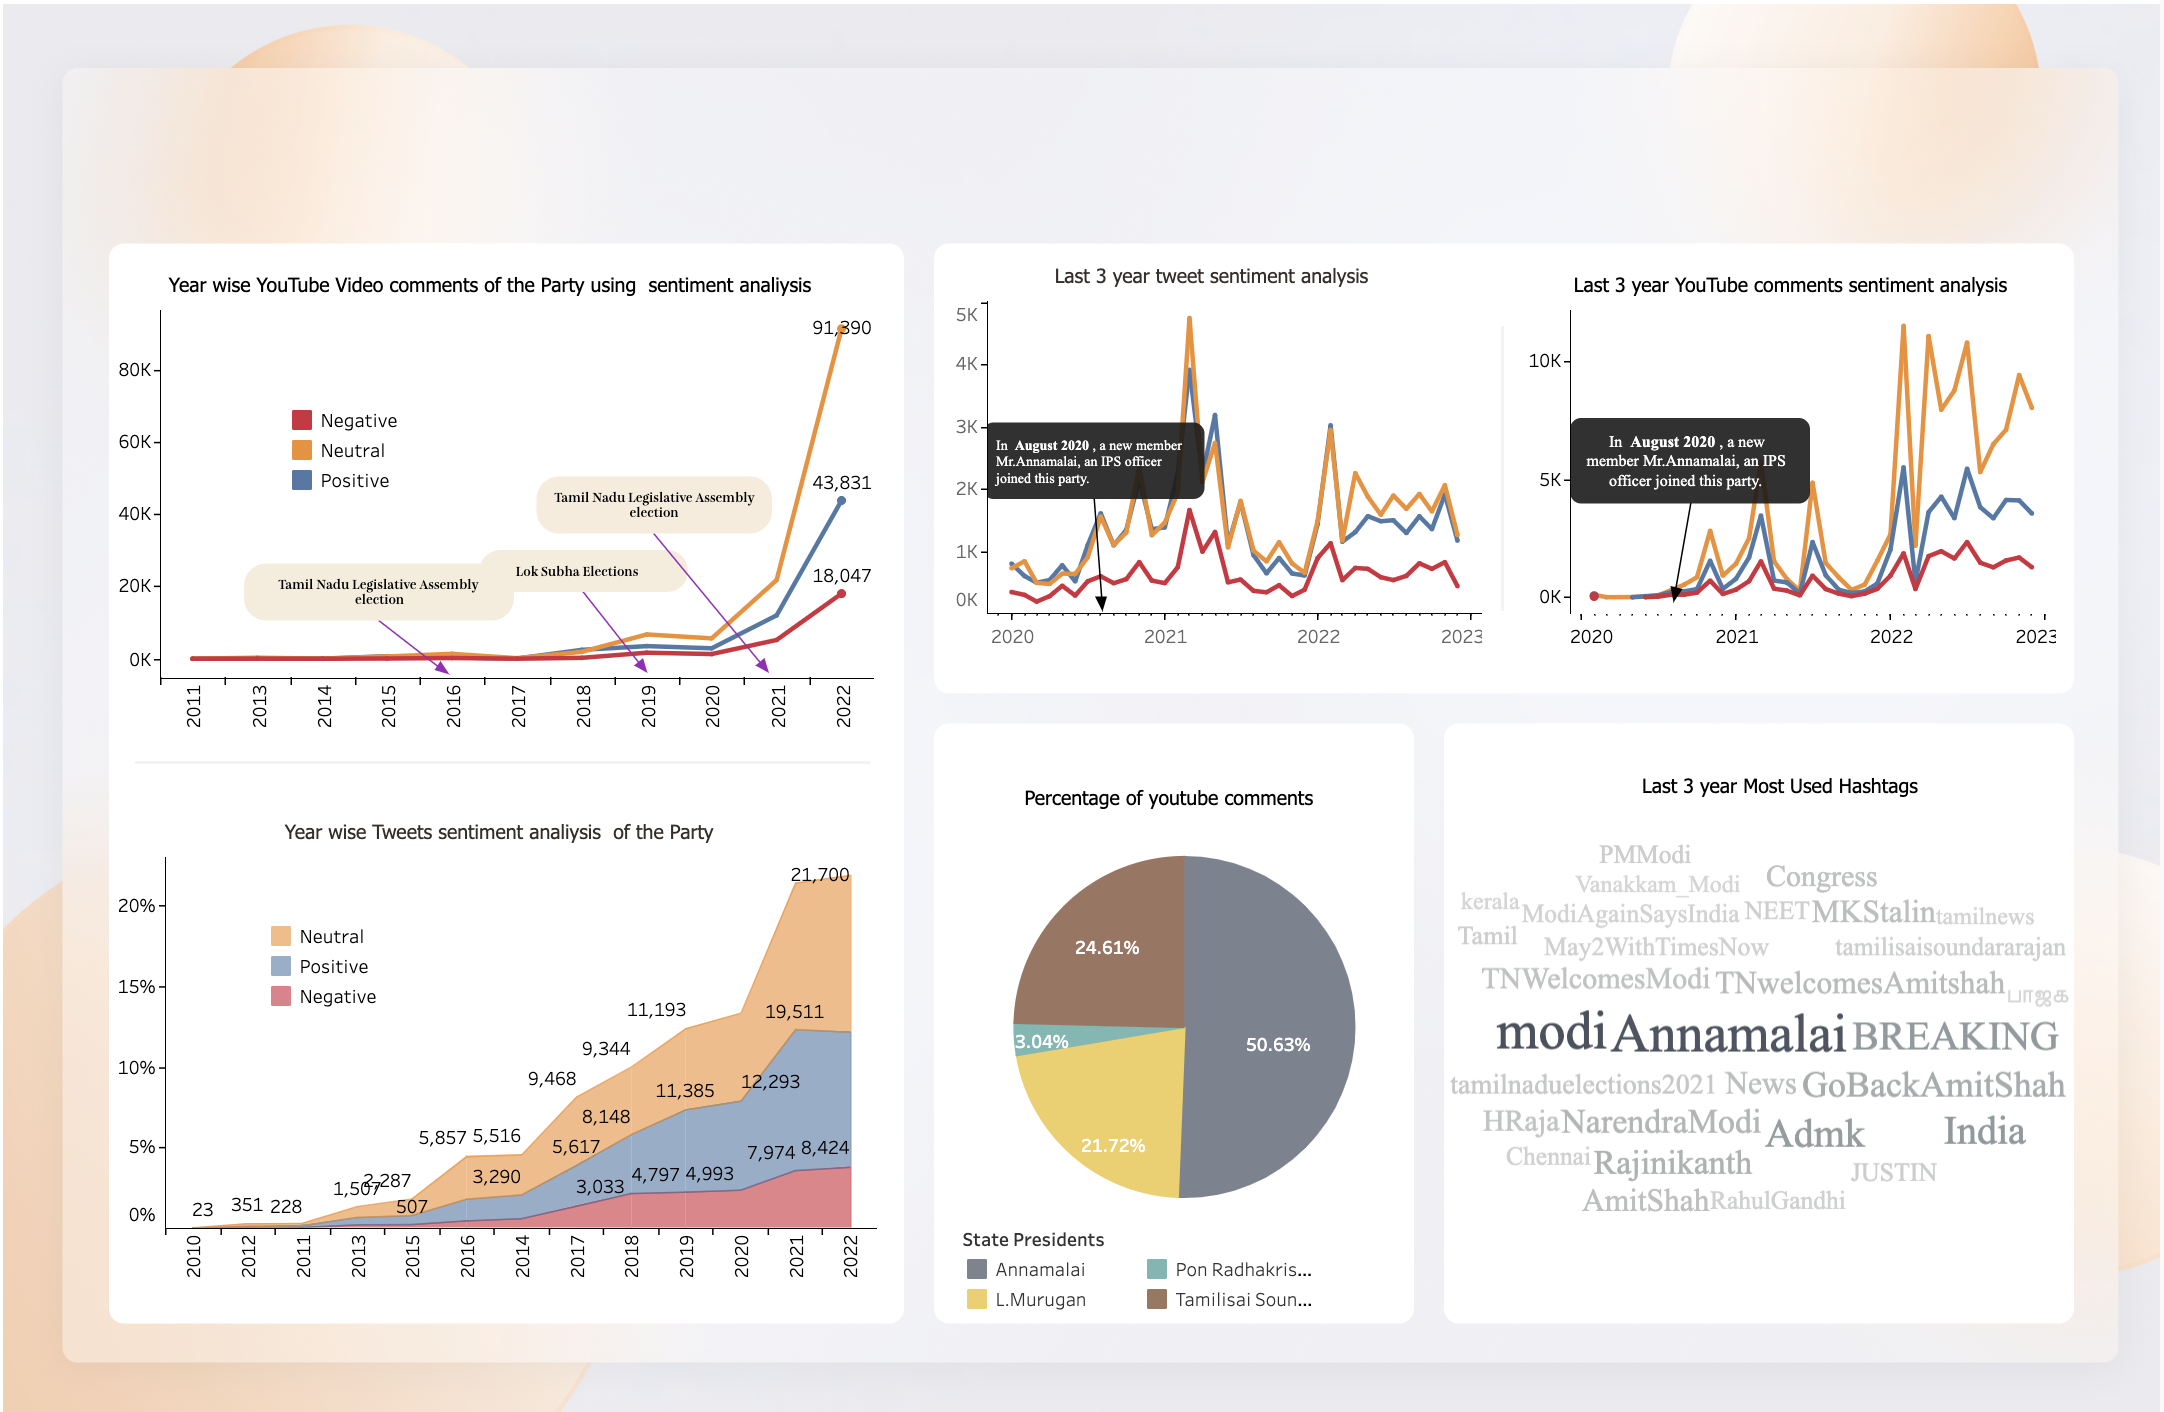 Year wise YouTube Video comments of the Party using  sentiment analiysis
91,390
80K
60K
40K
20K
0K
Negative
Neutral
Positive
43,831
18,047
Tamil Nadu Legislative Assembly
election
Lok Subha Elections
Tamil Nadu Legislative Assembly
election
2011
2013
2014
2015
2016
2017
2018
2019
2020
2021
2022
Year wise Tweets sentiment analiysis  of the Party
20%
15%
10%
5%
0%
Neutral
Positive
Negative
21,700
19,511
11,193
9,344
9,468
12,293
11,385
8,148
5,857
5,516
5,617
7,974
8,424
3,290
3,033
4,797
4,993
1,507
2,287
507
23
351
228
2010
2012
2011
2013
2015
2016
2014
2017
2018
2019
2020
2021
2022
Last 3 year tweet sentiment analysis
5K
4K
3K
2K
1K
0K
In August 2020 , a new member
Mr.Annamalai, an IPS officer
joined this party.
2020
2021
2022
2023
Last 3 year YouTube comments sentiment analysis
10K
5K
0K
In August 2020 , a new
member Mr.Annamalai, an IPS
officer joined this party.
2020
2021
2022
2023
Percentage of youtube comments
24.61%
3.04%
50.63%
21.72%
State Presidents
Annamalai
Pon Radhakris...
L.Murugan
Tamilisai Soun...
Last 3 year Most Used Hashtags
PMModi
Vanakkam_Modi
Congress
kerala
ModiAgainSaysIndia
NEET
MKStalin
tamilnews
Tamil
May2WithTimesNow
tamilisaisoundararajan
TNWelcomesModi
TNwelcomesAmitshah
பாஜக
modi
Annamalai
BREAKING
tamilnaduelections2021
News
GoBackAmitShah
HRaja
NarendraModi
Admk
India
Chennai
Rajinikanth
JUSTIN
AmitShah
RahulGandhi